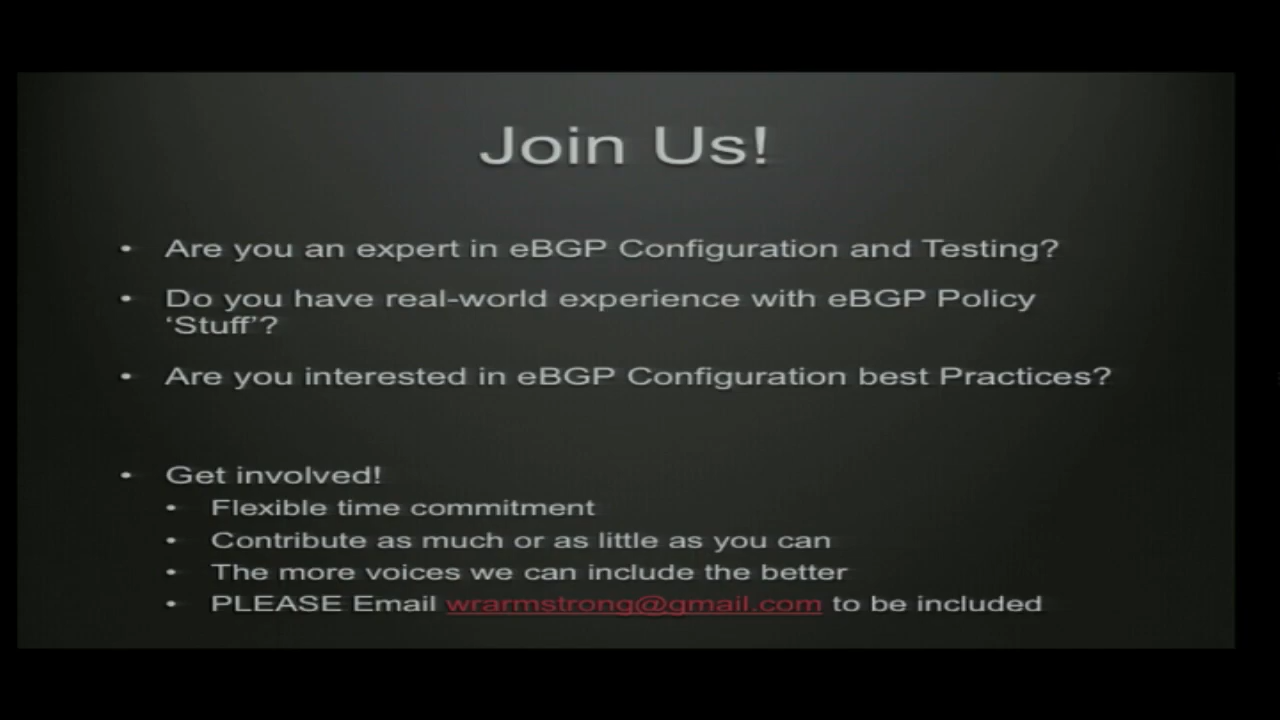 Join Us!
• Are you an expert in eBGP Configuration and Testing?
• Do you have real-world experience with eBGP Policy
‘Stuff’?
• Are you interested in eBGP Configuration best Practices?
• Get involved!
• Flexible time commitment
• Contribute as much or as little as you can
• The more voices we can include the better
• PLEASE Email wrarmstrong@gmail.com to be included